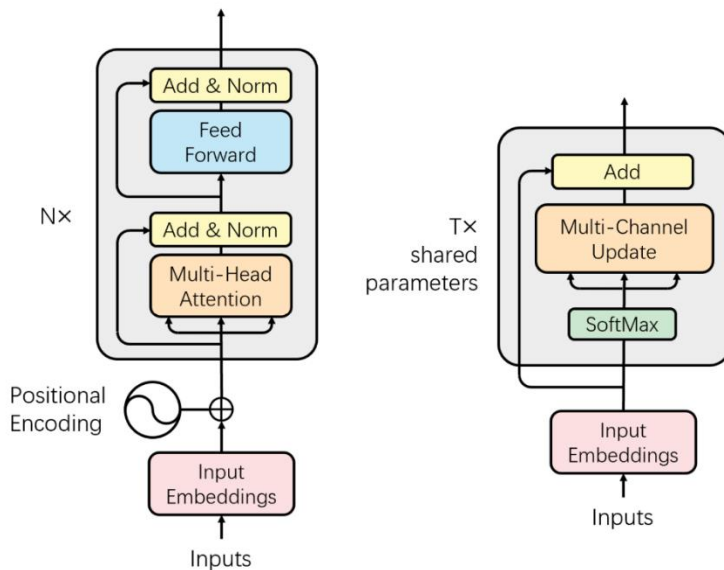 Add & Norm
Feed
Forward
N×
Add & Norm
Multi-Head
Attention
Positional
Encoding
Input
Embeddings
Inputs
Add
T×
shared
parameters
Multi-Channel
Update
SoftMax
Input
Embeddings
Inputs